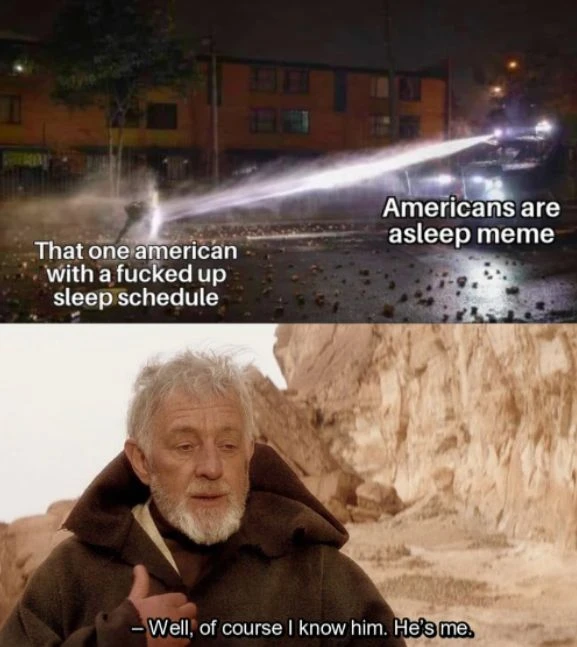 Americans are
asleep meme
That one american
with a fucked up
sleep schedule
– Well, of course I know him. He's me.